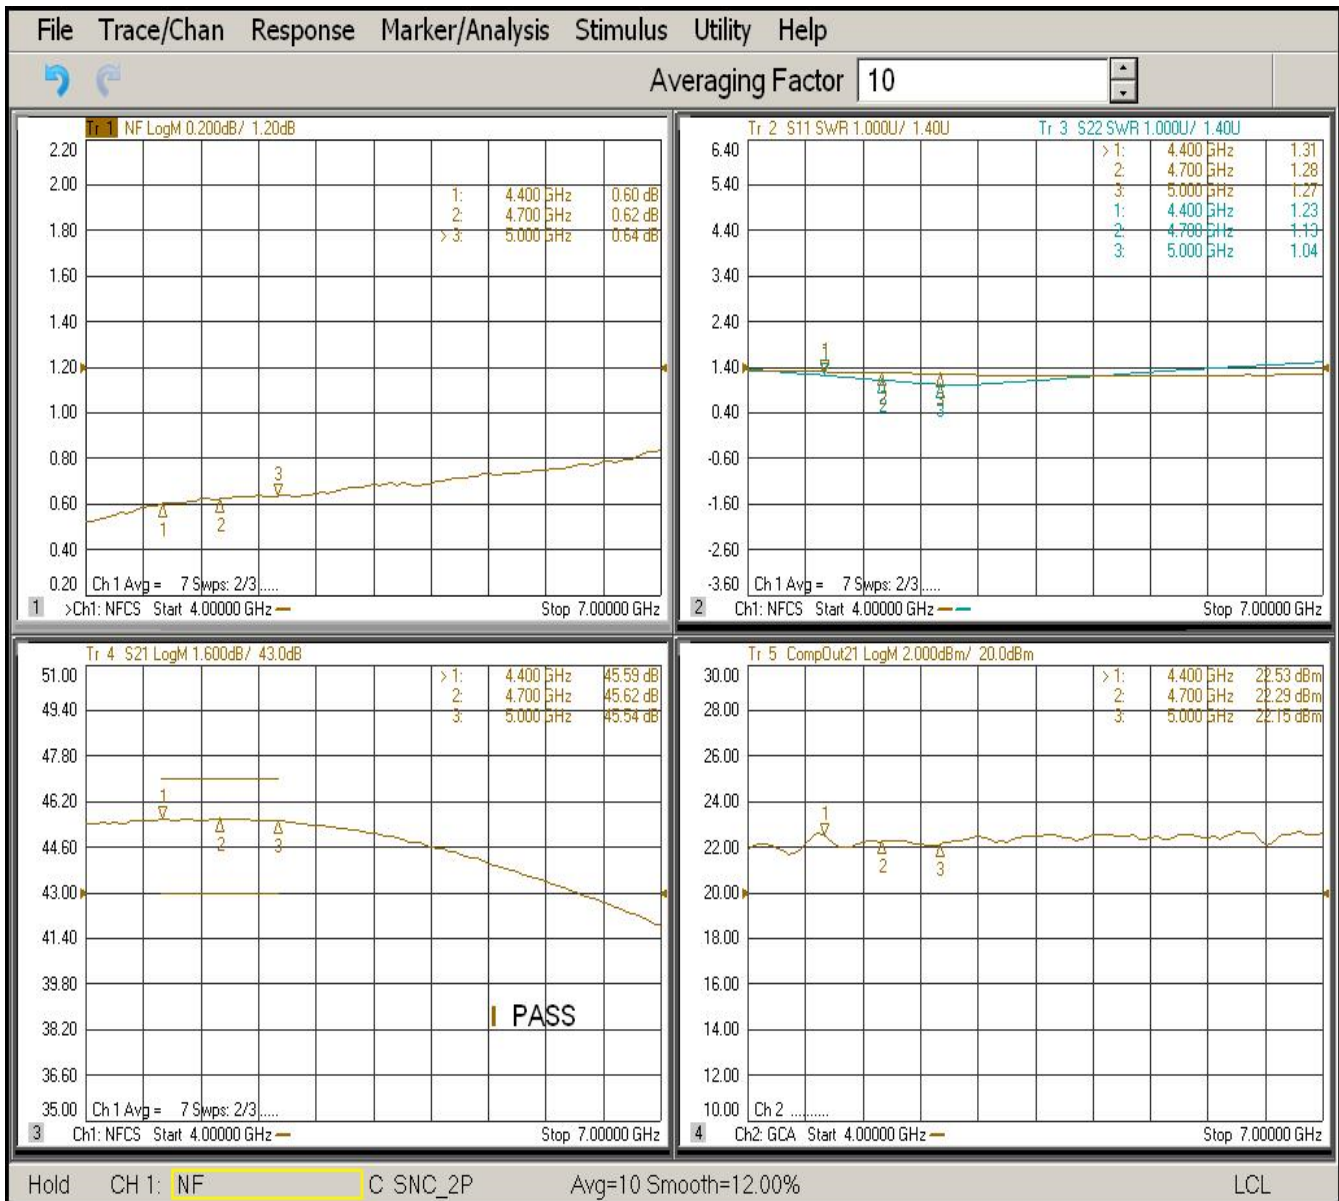 File Trace/Chan Response Marker/Analysis Stimulus Utility Help
Averaging Factor 10
Tr 1 NF LogM 0.200dB/ 1.20dB
2.20
2.00
1.80
1.60
1.40
1.20
1.00
0.80
0.60
0.40
0.20
1: 4.400 GHz 0.60 dB
2: 4.700 GHz 0.62 dB
> 3: 5.000 GHz 0.64 dB
1
2
3
Ch 1 Avg = 7 Swps: 2/3.....
1 >Ch1: NFCS Start 4.00000 GHz Stop 7.00000 GHz
Tr 2 S11 SWR 1.000U/ 1.40U Tr 3 S22 SWR 1.000U/ 1.40U
6.40
5.40
4.40
3.40
2.40
1.40
0.40
-0.60
-1.60
-2.60
-3.60
> 1: 4.400 GHz 1.31
2: 4.700 GHz 1.28
3: 5.000 GHz 1.27
1: 4.400 GHz 1.23
2: 4.700 GHz 1.13
3: 5.000 GHz 1.04
1
2
3
Ch 1 Avg = 7 Swps: 2/3.....
2 Ch1: NFCS Start 4.00000 GHz Stop 7.00000 GHz
Tr 4 S21 LogM 1.600dB/ 43.0dB
51.00
49.40
47.80
46.20
44.60
43.00
41.40
39.80
38.20
36.60
35.00
> 1: 4.400 GHz 45.59 dB
2: 4.700 GHz 45.62 dB
3: 5.000 GHz 45.54 dB
1
2
3
PASS
Ch 1 Avg = 7 Swps: 2/3.....
3 Ch1: NFCS Start 4.00000 GHz Stop 7.00000 GHz
Tr 5 CompOut21 LogM 2.000dBm/ 20.0dBm
30.00
28.00
26.00
24.00
22.00
20.00
18.00
16.00
14.00
12.00
10.00
> 1: 4.400 GHz 22.53 dBm
2: 4.700 GHz 22.29 dBm
3: 5.000 GHz 22.15 dBm
1
2
3
Ch 2 ..........
4 Ch2: GCA Start 4.00000 GHz Stop 7.00000 GHz
Hold CH 1: NF C SNC_2P Avg=10 Smooth=12.00% LCL